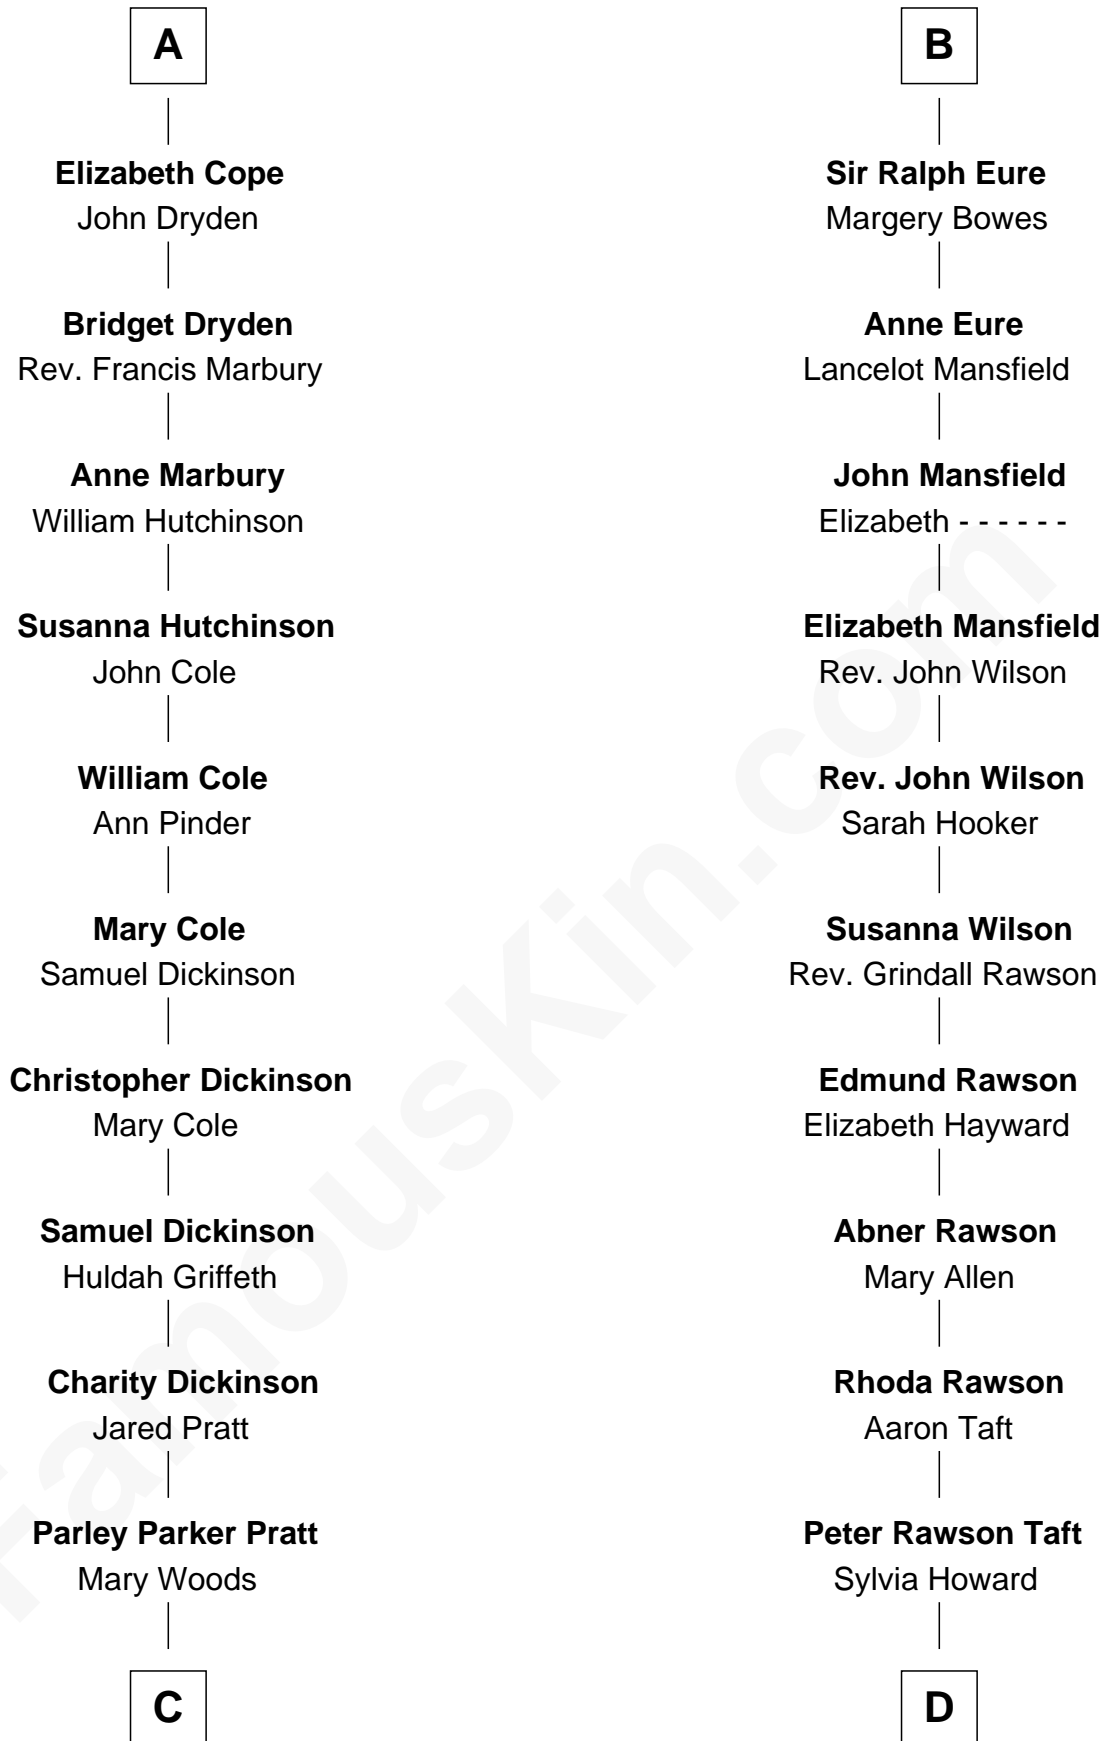 A
Elizabeth Cope
John Dryden
Bridget Dryden
Rev. Francis Marbury
Anne Marbury
William Hutchinson
Susanna Hutchinson
John Cole
William Cole
Ann Pinder
Mary Cole
Samuel Dickinson
Christopher Dickinson
Mary Cole
Samuel Dickinson
Huldah Griffeth
Charity Dickinson
Jared Pratt
Parley Parker Pratt
Mary Woods
C
B
Sir Ralph Eure
Margery Bowes
Anne Eure
Lancelot Mansfield
John Mansfield
Elizabeth - - - - - -
Elizabeth Mansfield
Rev. John Wilson
Rev. John Wilson
Sarah Hooker
Susanna Wilson
Rev. Grindall Rawson
Edmund Rawson
Elizabeth Hayward
Abner Rawson
Mary Allen
Rhoda Rawson
Aaron Taft
Peter Rawson Taft
Sylvia Howard
D
FamousKin.com